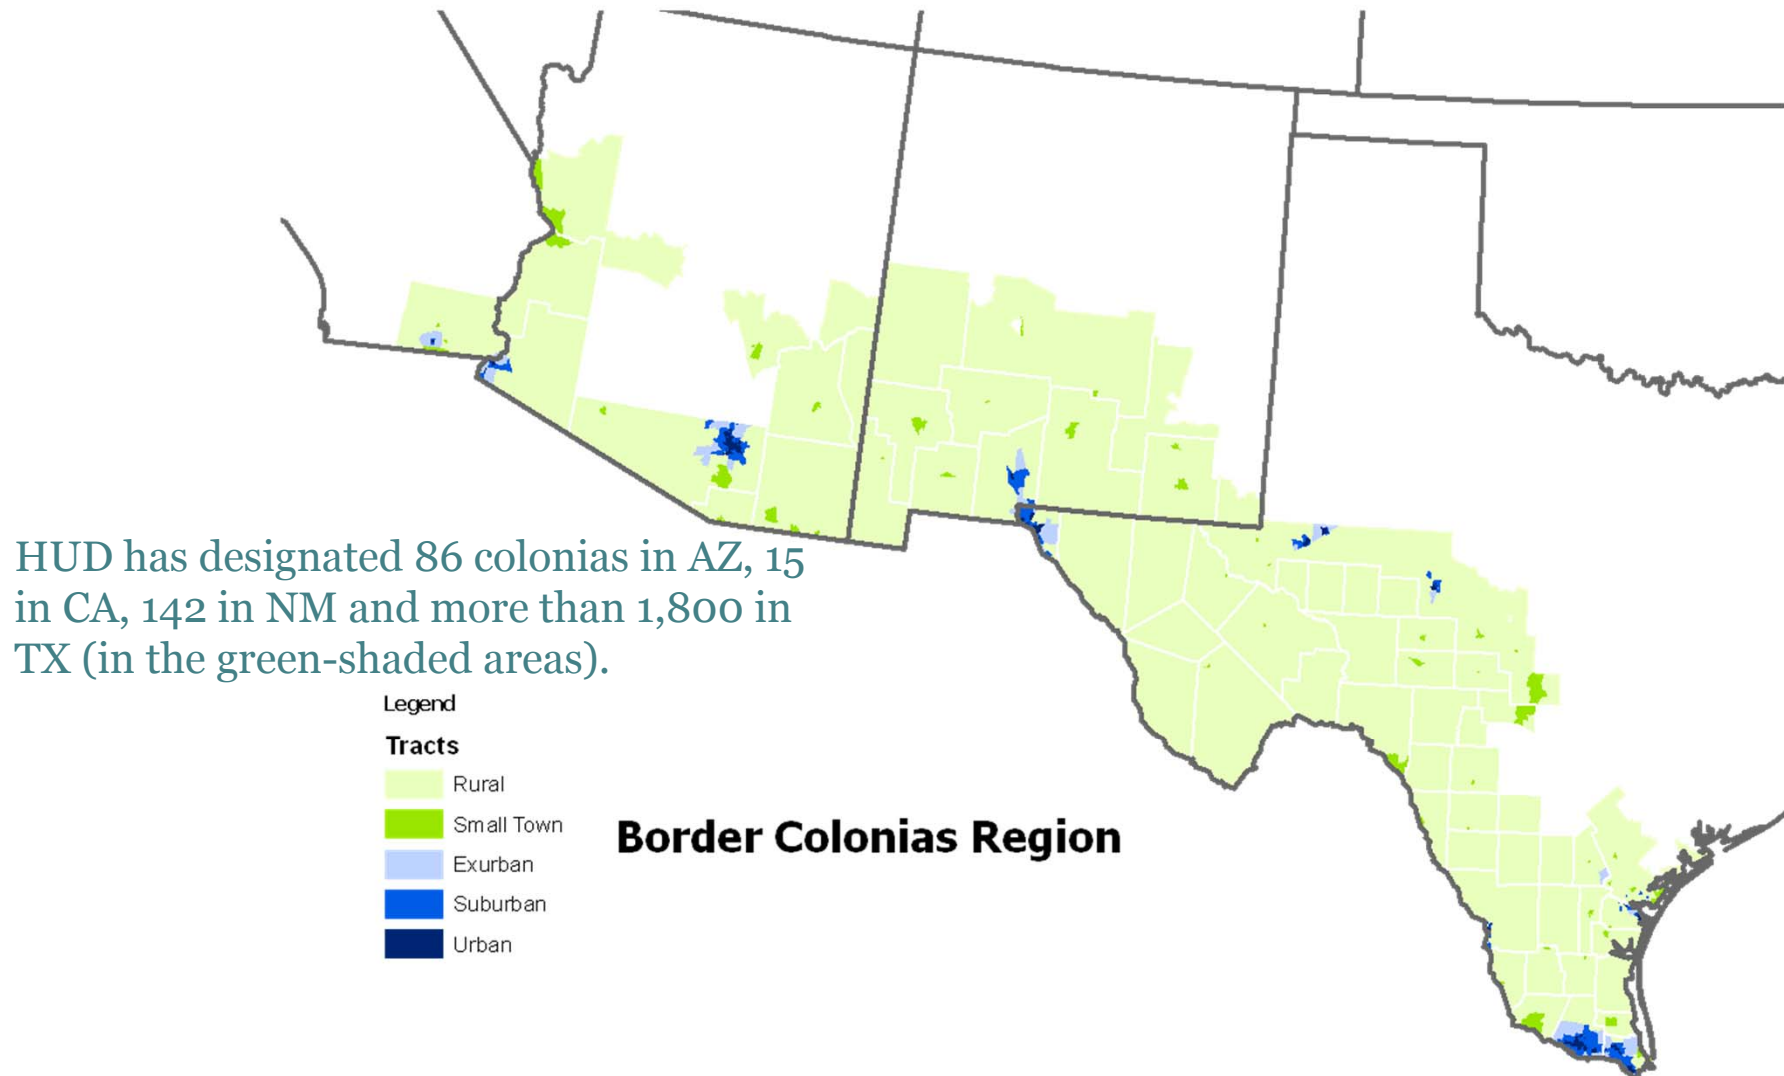 HUD has designated 86 colonias in AZ, 15
in CA, 142 in NM and more than 1,800 in
TX (in the green-shaded areas).
Legend
Tracts
Rural
Small Town
Exurban
Suburban
Urban
Border Colonias Region